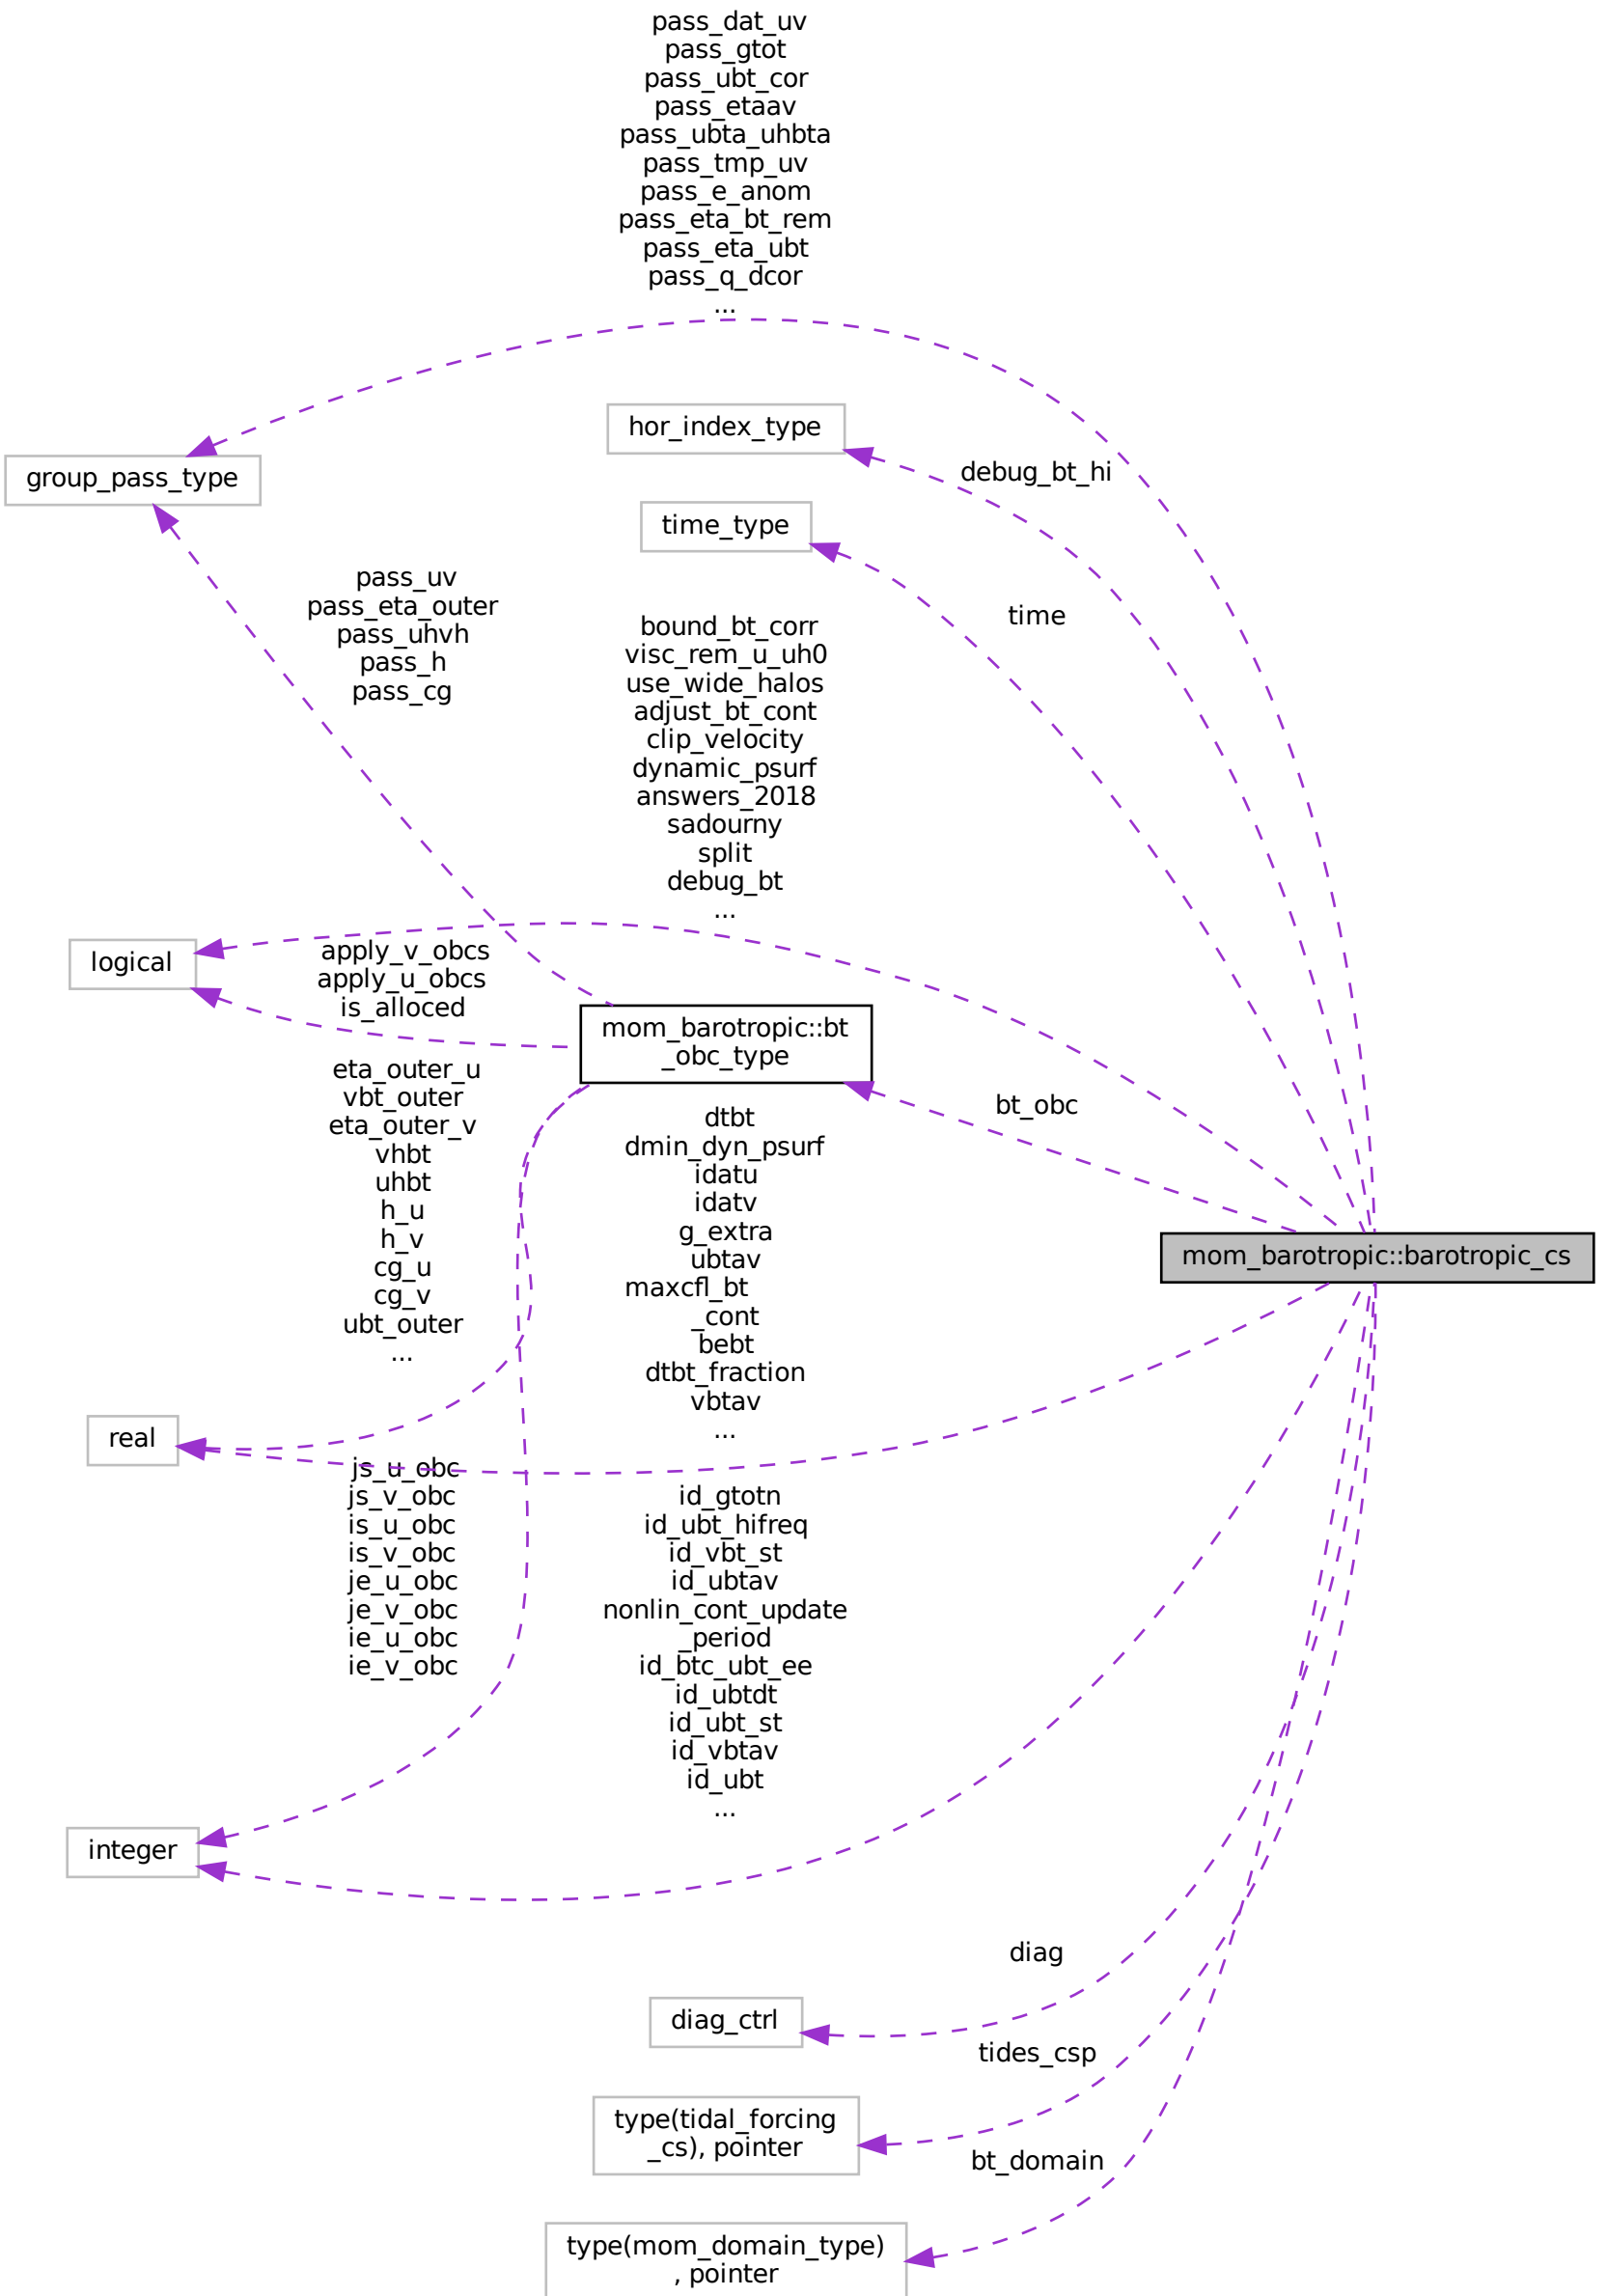 pass_dat_uv
pass_gtot
pass_ubt_cor
pass_etaav
pass_ubta_uhbta
pass_tmp_uv
pass_e_anom
pass_eta_bt_rem
pass_eta_ubt
pass_q_dcor
...
hor_index_type
group_pass_type
debug_bt_hi
time_type
pass_uv
pass_eta_outer
pass_uhvh
pass_h
pass_cg
time
bound_bt_corr
visc_rem_u_uh0
use_wide_halos
adjust_bt_cont
clip_velocity
dynamic_psurf
answers_2018
sadourny
split
debug_bt
...
logical
apply_v_obcs
apply_u_obcs
is_alloced
mom_barotropic::bt
_obc_type
eta_outer_u
vbt_outer
eta_outer_v
vhbt
uhbt
h_u
h_v
cg_u
cg_v
ubt_outer
...
bt_obc
dtbt
dmin_dyn_psurf
idatu
idatv
g_extra
ubtav
maxcfl_bt
_cont
bebt
dtbt_fraction
vbtav
...
mom_barotropic::barotropic_cs
real
js_u_obc
js_v_obc
is_u_obc
is_v_obc
je_u_obc
je_v_obc
ie_u_obc
ie_v_obc
id_gtotn
id_ubt_hifreq
id_vbt_st
id_ubtav
nonlin_cont_update
_period
id_btc_ubt_ee
id_ubtdt
id_ubt_st
id_vbtav
id_ubt
...
integer
diag
diag_ctrl
tides_csp
type(tidal_forcing
_cs), pointer
bt_domain
type(mom_domain_type)
, pointer